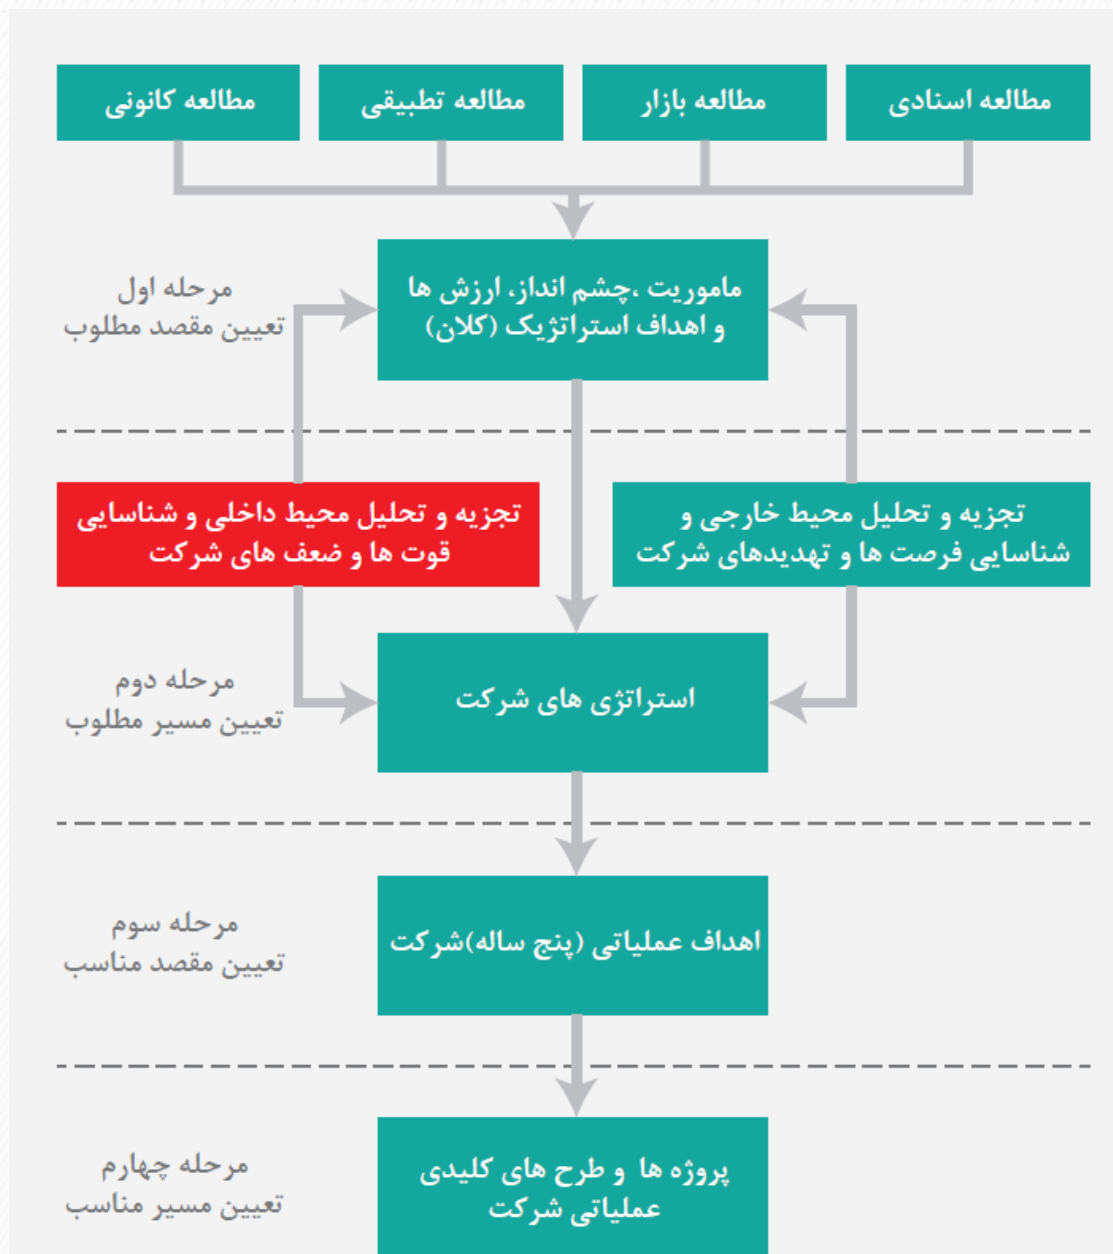 مطالعه اسنادی
مطالعه بازار
مطالعه تطبیقی
مطالعه کانونی
ماموریت ،چشم انداز، ارزش ها
و اهداف استراتژیک (کلان)
مرحله اول
تعیین مقصد مطلوب
تجزیه و تحلیل محیط خارجی و
شناسایی فرصت ها و تهدیدهای شرکت
تجزیه و تحلیل محیط داخلی و شناسایی
قوت ها و ضعف های شرکت
استراتژی های شرکت
مرحله دوم
تعیین مسیر مطلوب
اهداف عملیاتی (پنج ساله)شرکت
مرحله سوم
تعیین مقصد مناسب
پروژه ها و طرح های کلیدی
عملیاتی شرکت
مرحله چهارم
تعیین مسیر مناسب